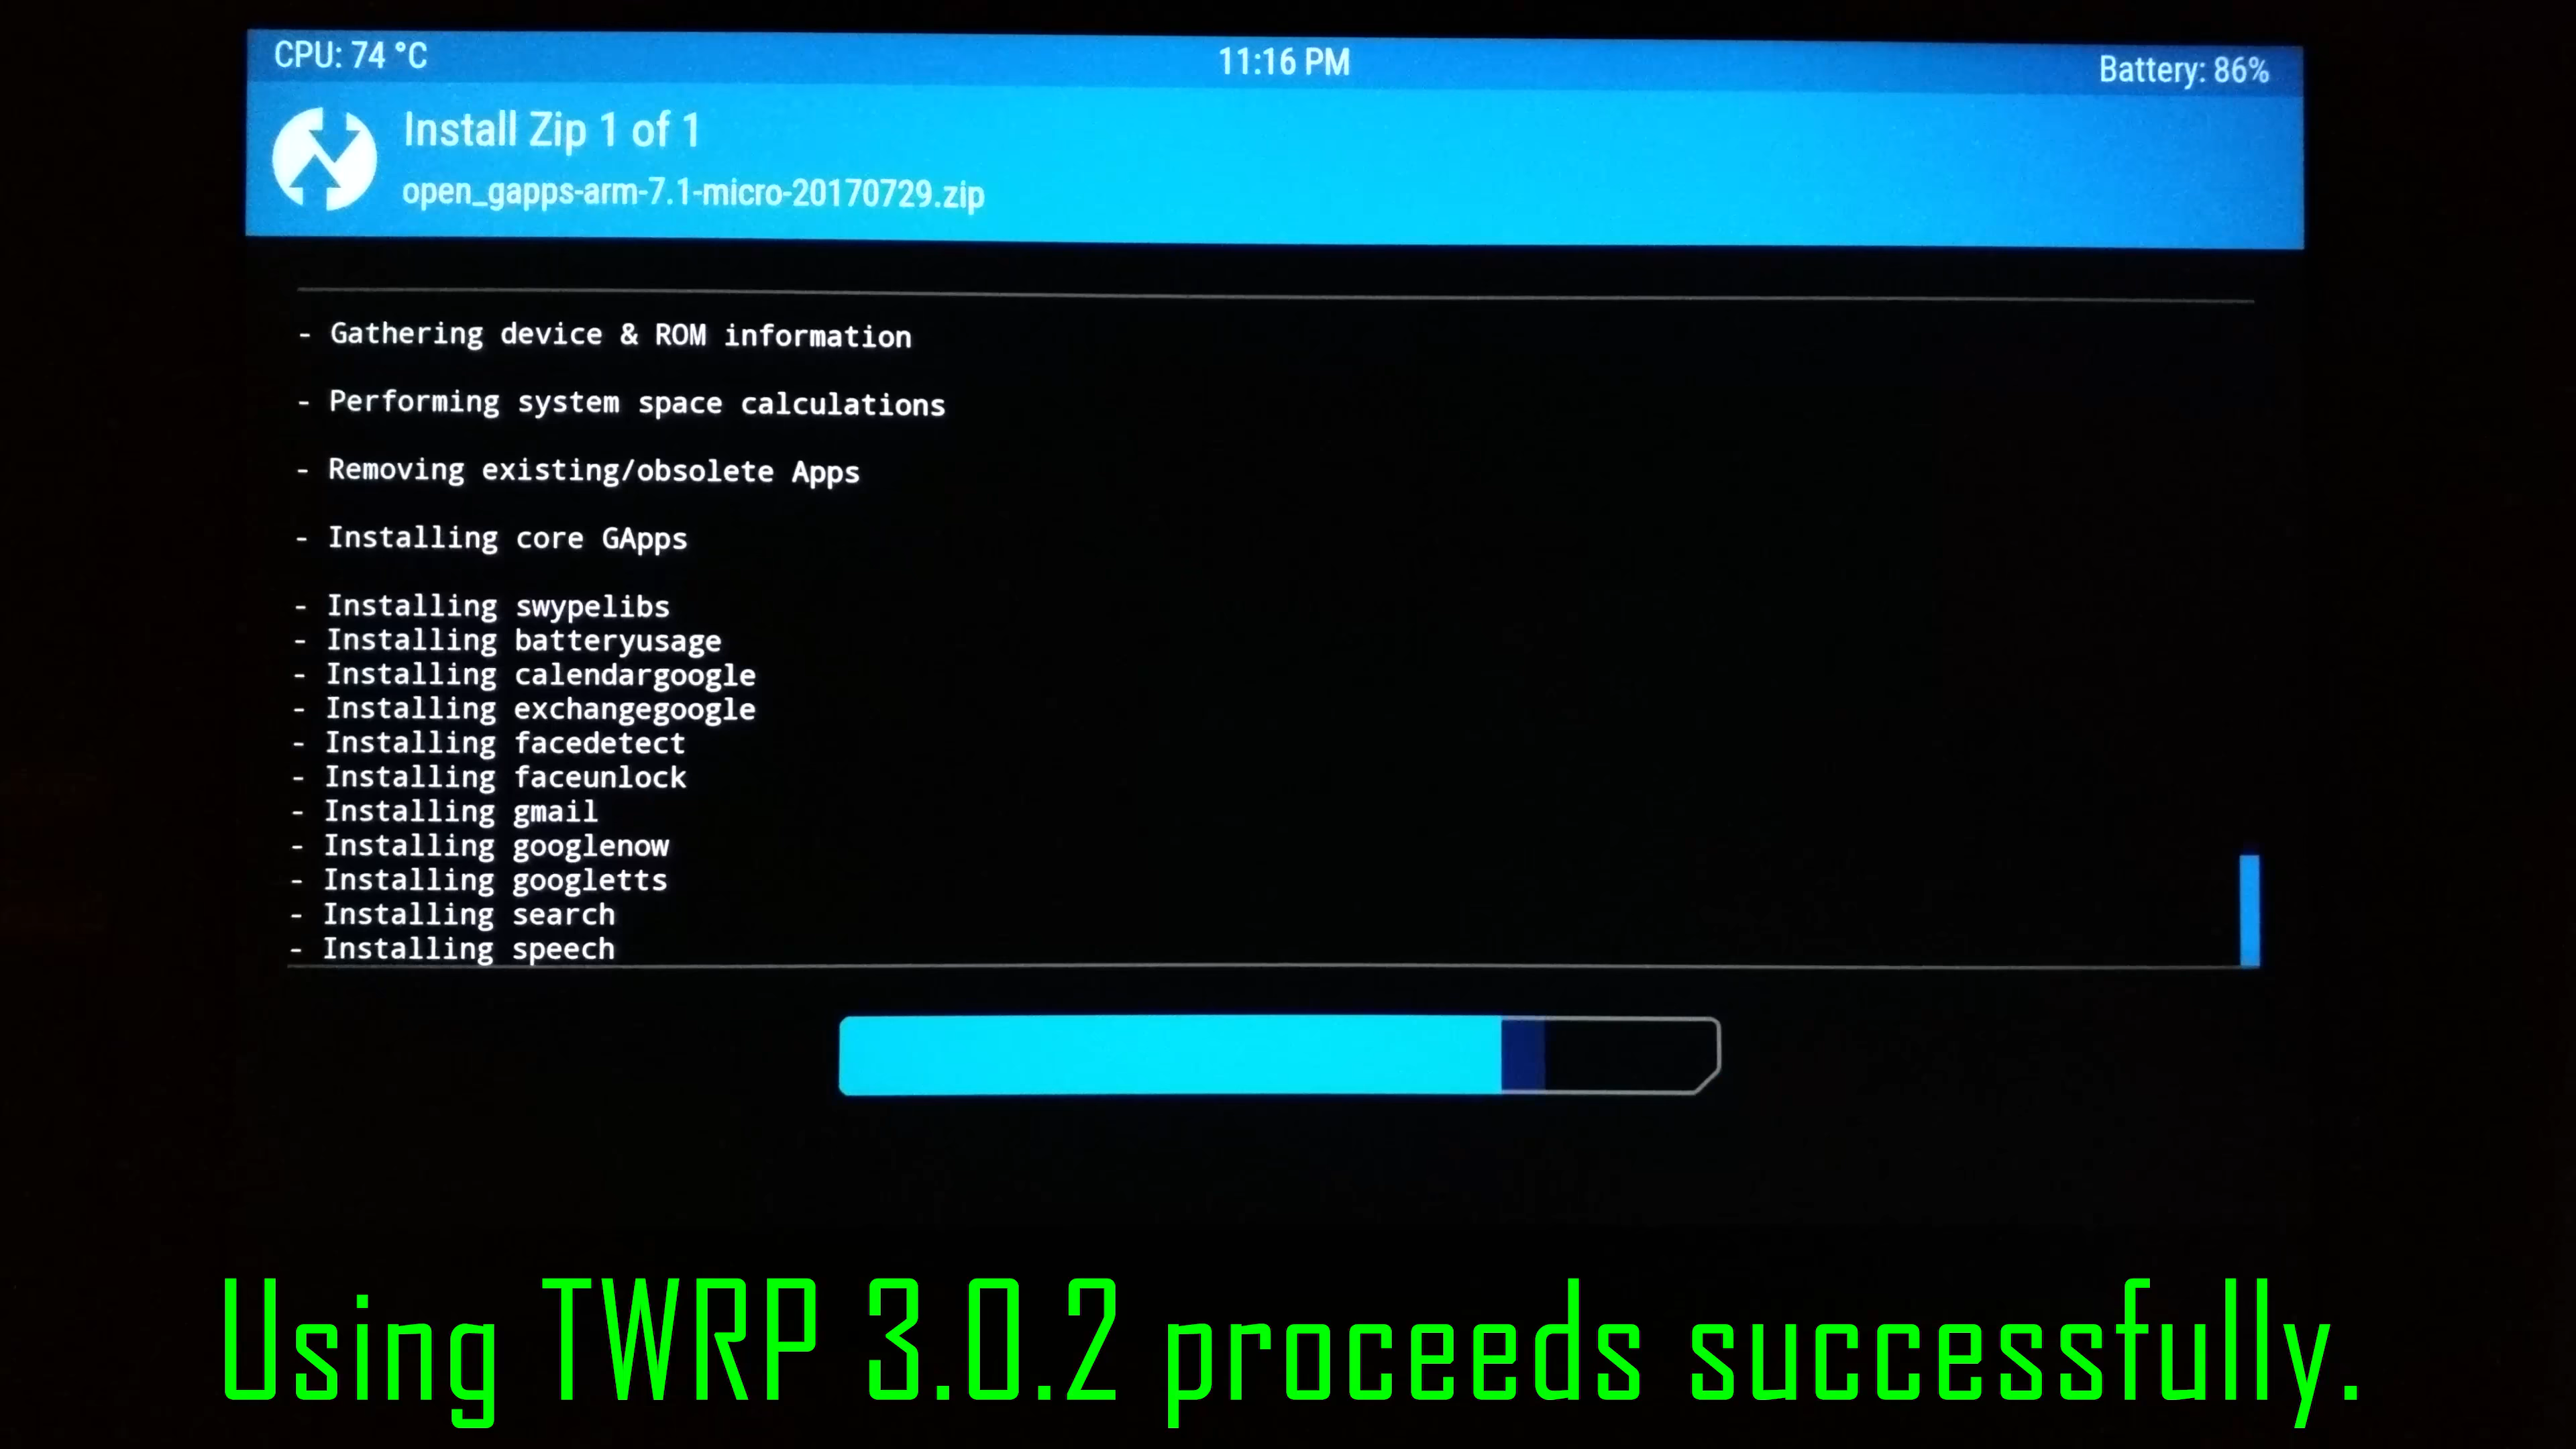 CPU: 74 °C
11:16 PM
Battery: 86%
Install Zip 1 of 1
open_gapps-arm-7.1-micro-20170729.zip
- Gathering device & ROM information
- Performing system space calculations
- Removing existing/obsolete Apps
- Installing core GApps
- Installing swypelibs
- Installing batteryusage
- Installing calendargoogle
- Installing exchangegoogle
- Installing facedetect
- Installing faceunlock
- Installing gmail
- Installing googlenow
- Installing googletts
- Installing search
- Installing speech
Using TWRP 3.0.2 proceeds successfully.